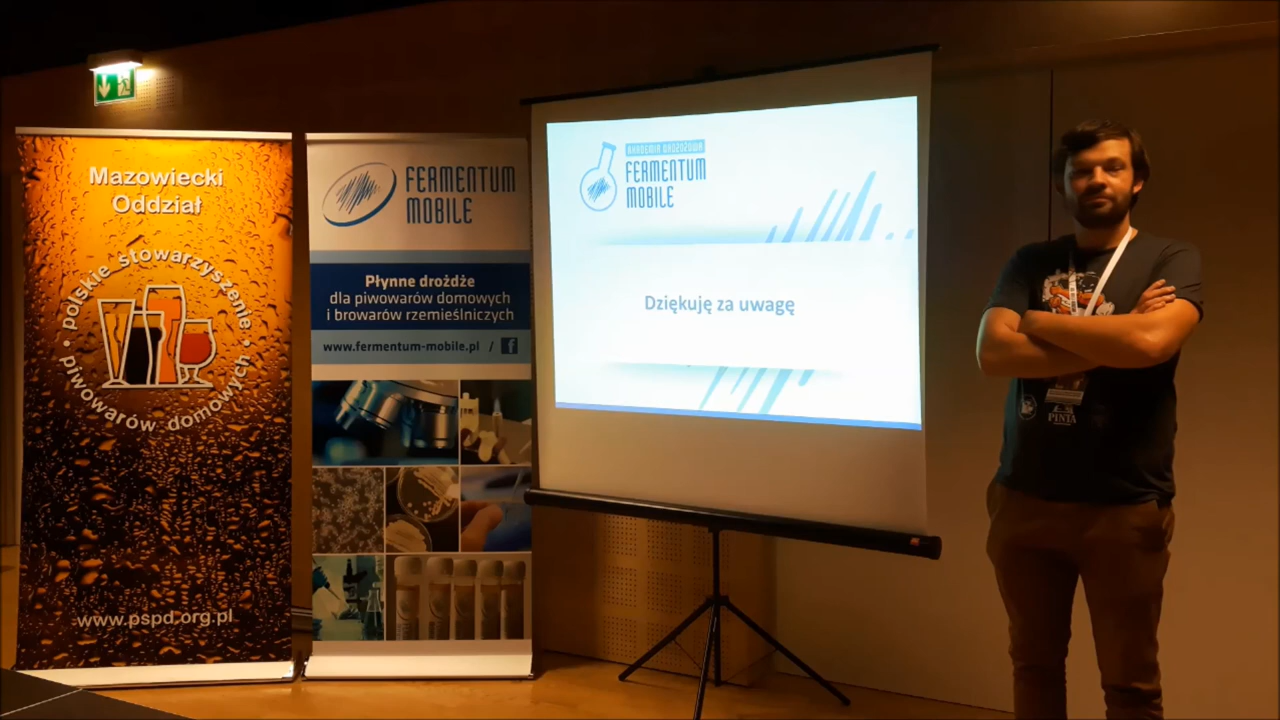 Mazowiecki
Oddział
polskie stowarzyszenie
piwowarów domowych
www.pspd.org.pl
FERMENTUM
MOBILE
Płynne drożdże
dla piwowarów domowych
i browarów rzemieślniczych
www.fermentum-mobile.pl / f
AKADEMIA DROŻDŻOWA
FERMENTUM
MOBILE
Dziękuję za uwagę
PINTA